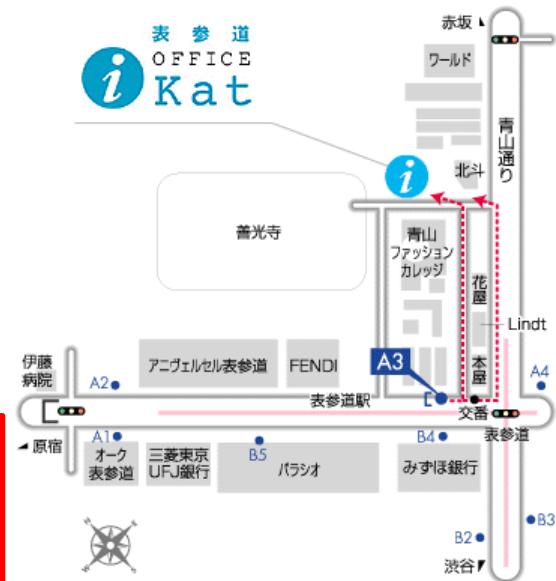 表参道
OFFICE
Kat
i
赤坂
ワールド
青山通り
北斗
i
善光寺
青山
ファッション
カレッジ
花屋
Lindt
本屋
伊藤
病院
A2
アニヴェルセル表参道
FENDI
A3
A4
表参道駅
交番
表参道
原宿
A1
オーク
表参道
三菱東京
UFJ銀行
B5
パラシオ
B4
みずほ銀行
B3
B2
渋谷